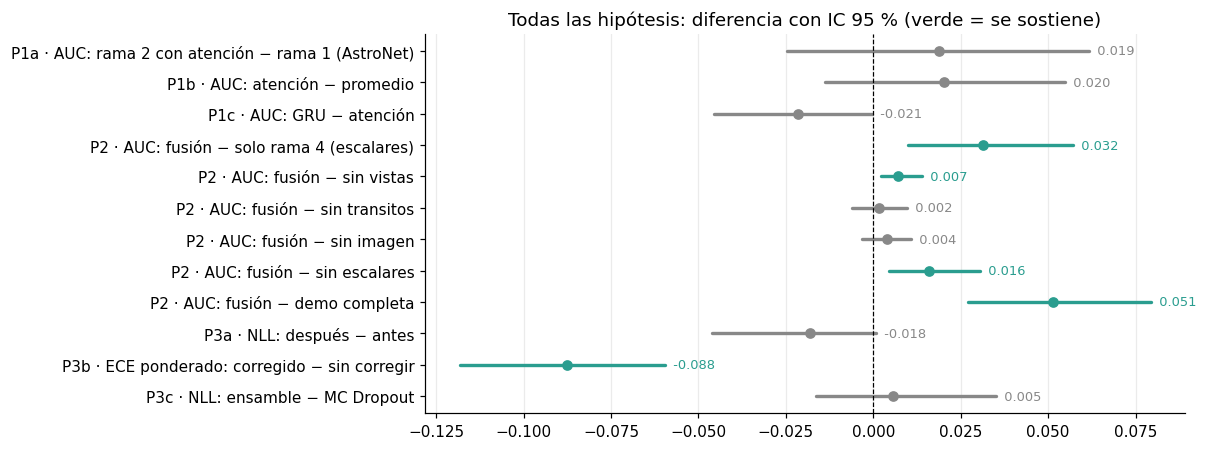 Todas las hipótesis: diferencia con IC 95 % (verde = se sostiene)
P1a · AUC: rama 2 con atención − rama 1 (AstroNet) 0.019
P1b · AUC: atención − promedio 0.020
P1c · AUC: GRU − atención -0.021
P2 · AUC: fusión − solo rama 4 (escalares) 0.032
P2 · AUC: fusión − sin vistas 0.007
P2 · AUC: fusión − sin transitos 0.002
P2 · AUC: fusión − sin imagen 0.004
P2 · AUC: fusión − sin escalares 0.016
P2 · AUC: fusión − demo completa 0.051
P3a · NLL: después − antes -0.018
P3b · ECE ponderado: corregido − sin corregir -0.088
P3c · NLL: ensamble − MC Dropout 0.005
−0.125 −0.100 −0.075 −0.050 −0.025 0.000 0.025 0.050 0.075